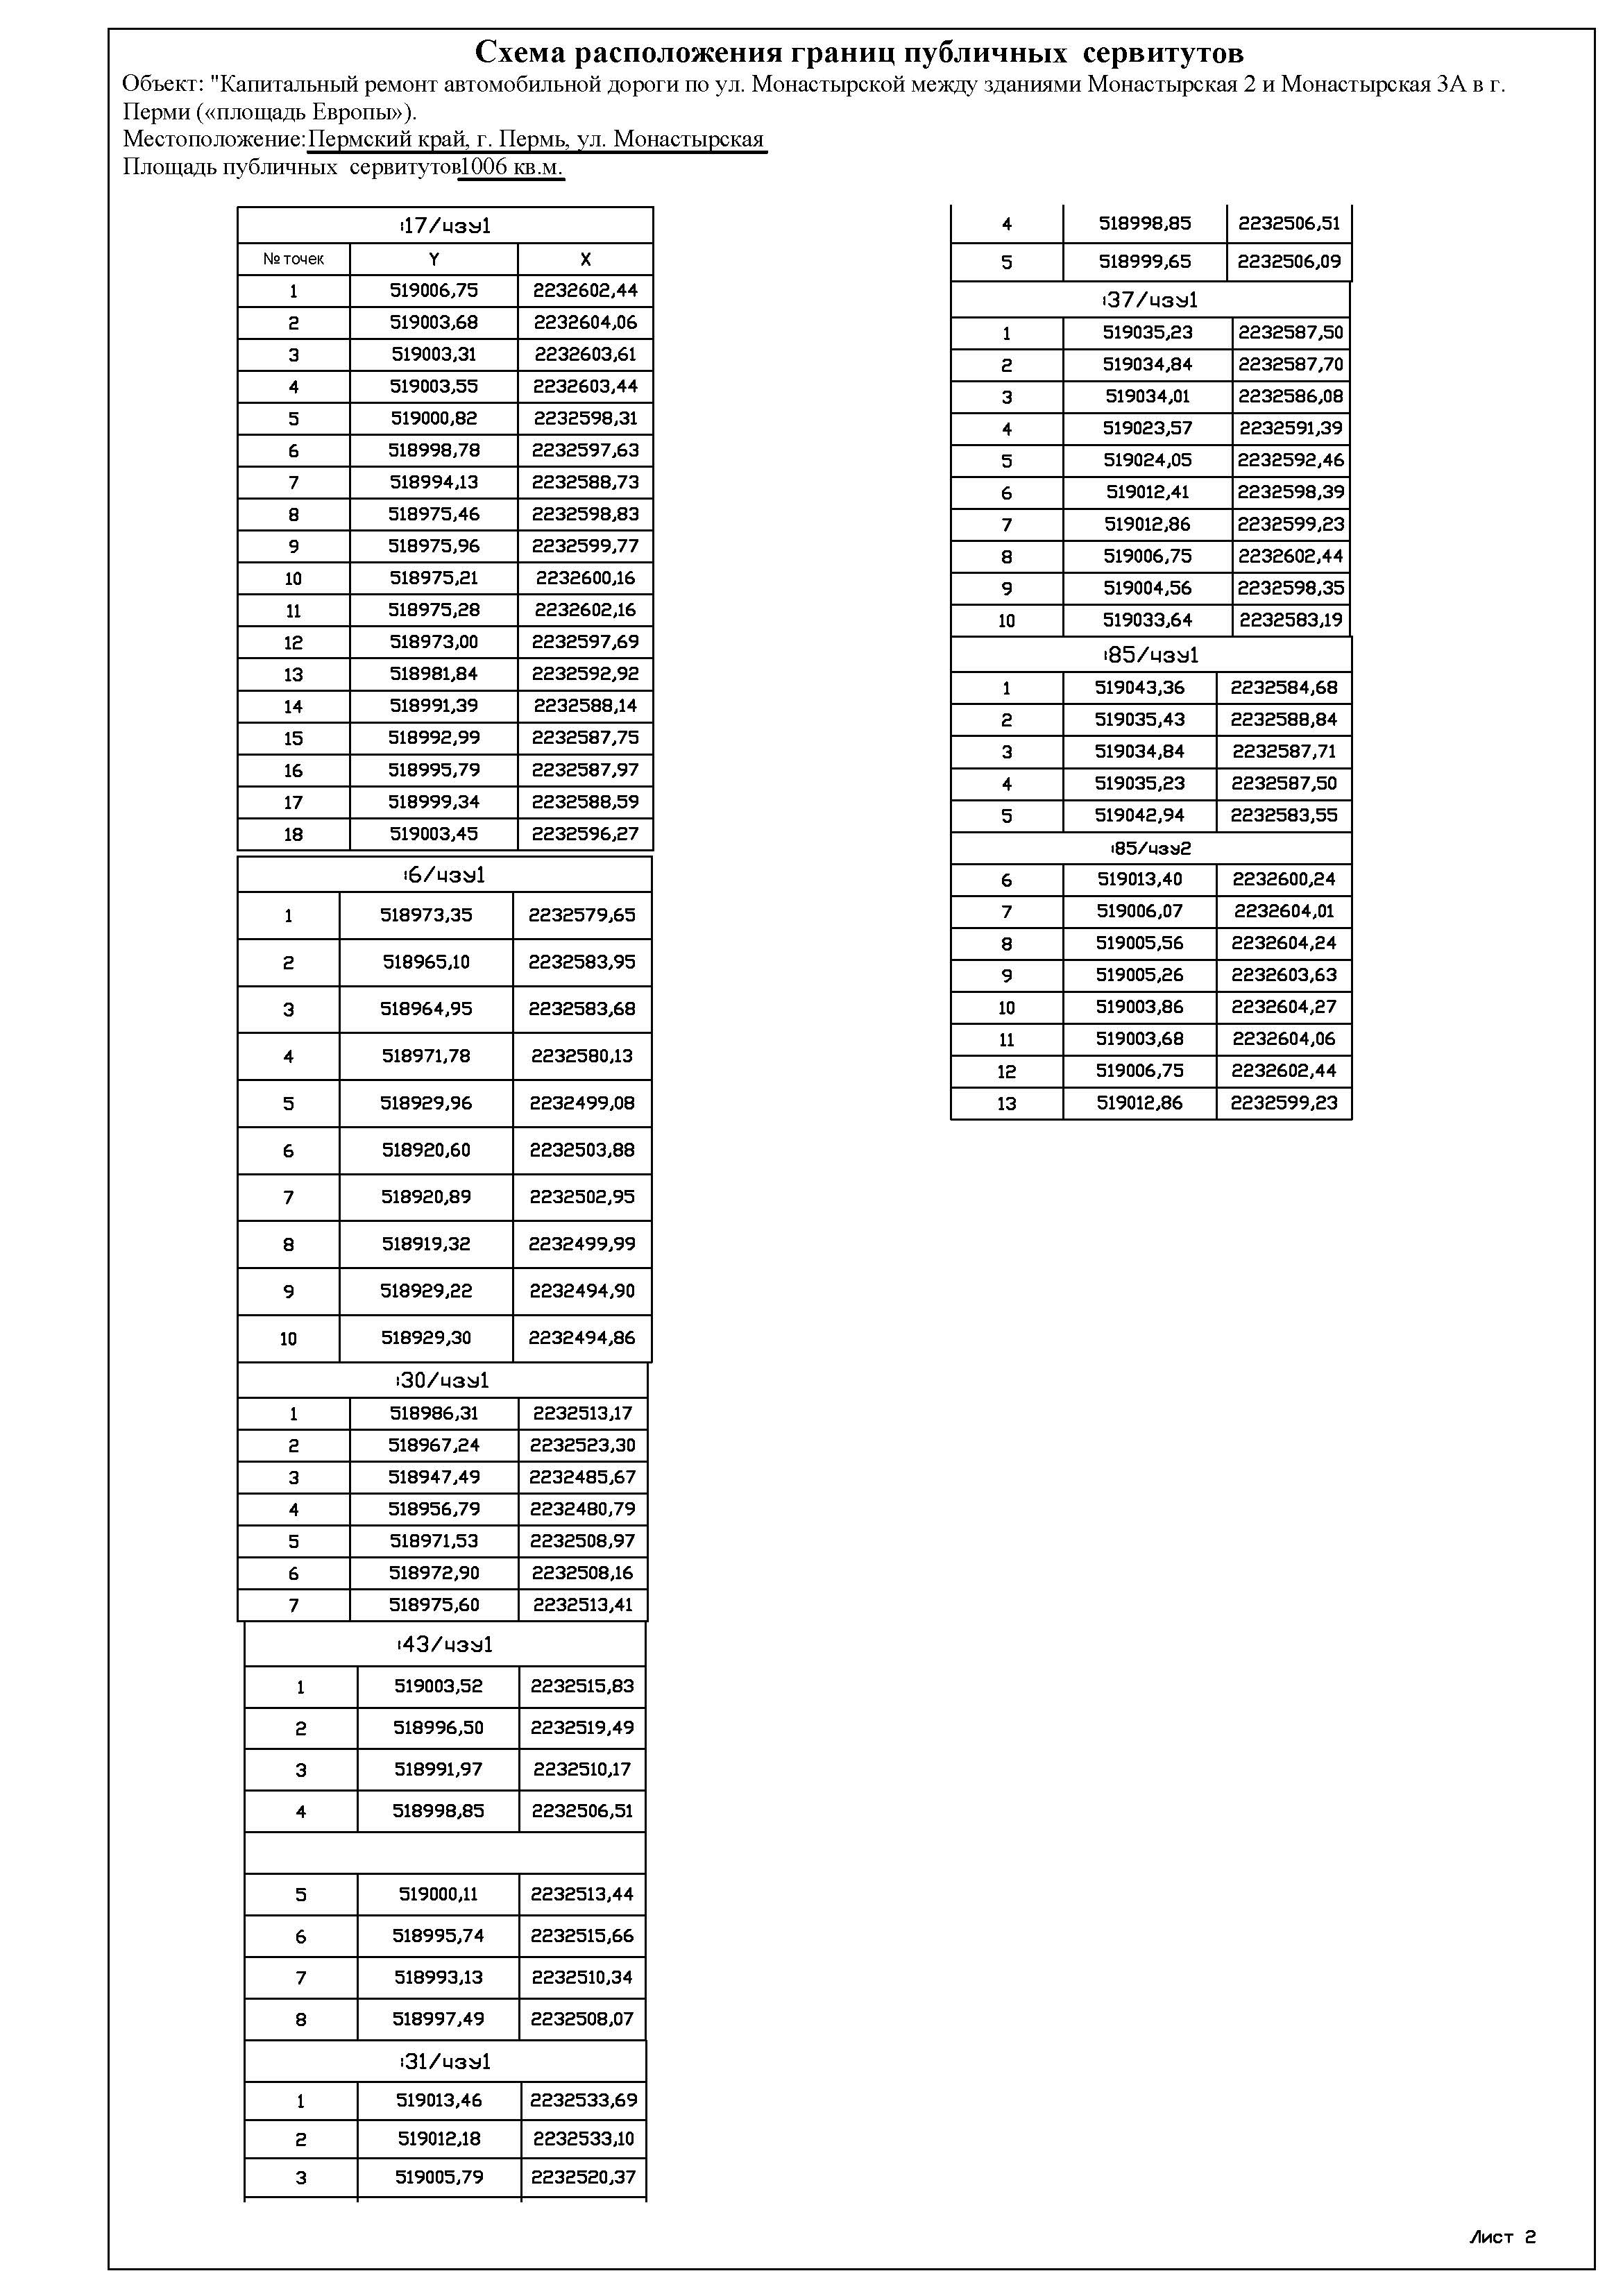 Схема расположения границ публичных сервитутов
Объект: "Капитальный ремонт автомобильной дороги по ул. Монастырской между зданиями Монастырская 2 и Монастырская 3А в г.
Перми («площадь Европы»).
Местоположение:Пермский край, г. Пермь, ул. Монастырская
Площадь публичных сервитутов1006 кв.м.
:17/чзу1
№ точек Y X
1 519006,75 2232602,44
2 519003,68 2232604,06
3 519003,31 2232603,61
4 519003,55 2232603,44
5 519000,82 2232598,31
6 518998,78 2232597,63
7 518994,13 2232588,73
8 518975,46 2232598,83
9 518975,96 2232599,77
10 518975,21 2232600,16
11 518975,28 2232602,16
12 518973,00 2232597,69
13 518981,84 2232592,92
14 518991,39 2232588,14
15 518992,99 2232587,75
16 518995,79 2232587,97
17 518999,34 2232588,59
18 519003,45 2232596,27
:6/чзу1
1 518973,35 2232579,65
2 518965,10 2232583,95
3 518964,95 2232583,68
4 518971,78 2232580,13
5 518929,96 2232499,08
6 518920,60 2232503,88
7 518920,89 2232502,95
8 518919,32 2232499,99
9 518929,22 2232494,90
10 518929,30 2232494,86
:30/чзу1
1 518986,31 2232513,17
2 518967,24 2232523,30
3 518947,49 2232485,67
4 518956,79 2232480,79
5 518971,53 2232508,97
6 518972,90 2232508,16
7 518975,60 2232513,41
:43/чзу1
1 519003,52 2232515,83
2 518996,50 2232519,49
3 518991,97 2232510,17
4 518998,85 2232506,51
5 519000,11 2232513,44
6 518995,74 2232515,66
7 518993,13 2232510,34
8 518997,49 2232508,07
:31/чзу1
1 519013,46 2232533,69
2 519012,18 2232533,10
3 519005,79 2232520,37
4 518998,85 2232506,51
5 518999,65 2232506,09
:37/чзу1
1 519035,23 2232587,50
2 519034,84 2232587,70
3 519034,01 2232586,08
4 519023,57 2232591,39
5 519024,05 2232592,46
6 519012,41 2232598,39
7 519012,86 2232599,23
8 519006,75 2232602,44
9 519004,56 2232598,35
10 519033,64 2232583,19
:85/чзу1
1 519043,36 2232584,68
2 519035,43 2232588,84
3 519034,84 2232587,71
4 519035,23 2232587,50
5 519042,94 2232583,55
:85/чзу2
6 519013,40 2232600,24
7 519006,07 2232604,01
8 519005,56 2232604,24
9 519005,26 2232603,63
10 519003,86 2232604,27
11 519003,68 2232604,06
12 519006,75 2232602,44
13 519012,86 2232599,23
Лист 2